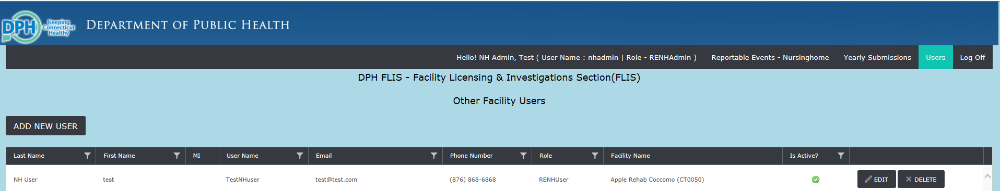 DPH Keeping Connecticut Healthy
DEPARTMENT OF PUBLIC HEALTH
Hello! NH Admin, Test ( User Name : nhadmin | Role - RENHAdmin ) Reportable Events - Nursinghome Yearly Submissions Users Log Off
DPH FLIS - Facility Licensing & Investigations Section(FLIS)
Other Facility Users
ADD NEW USER
Last Name First Name MI User Name Email Phone Number Role Facility Name Is Active?
NH User test TestNHuser test@test.com (876) 868-6868 RENHUser Apple Rehab Coccomo (CT0050) EDIT DELETE